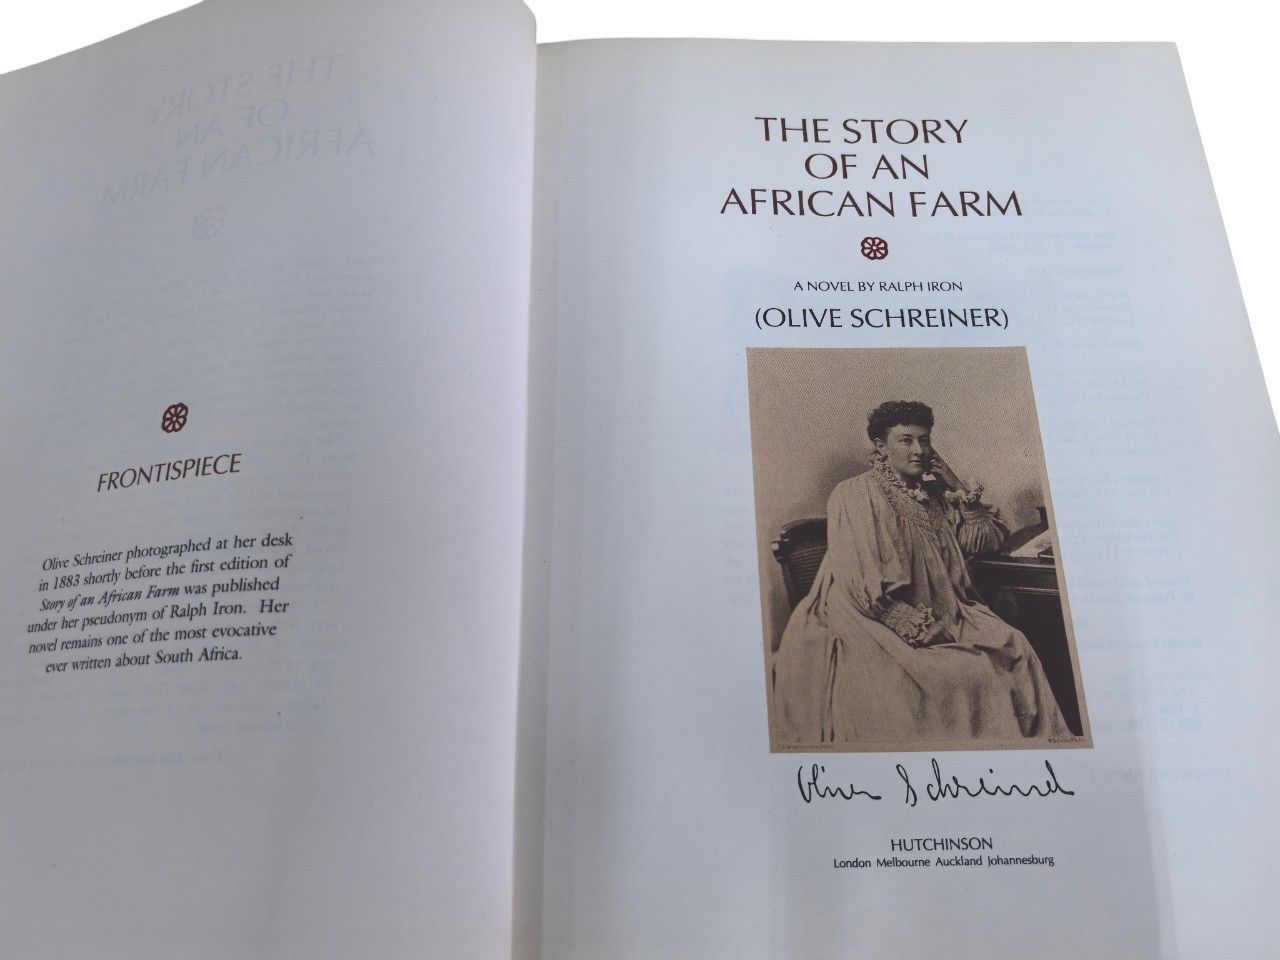 FRONTISPIECE
Olive Schreiner photographed at her desk
in 1883 shortly before the first edition of
Story of an African Farm was published
under her pseudonym of Ralph Iron. Her
novel remains one of the most evocative
ever written about South Africa.
THE STORY
OF AN
AFRICAN FARM
A NOVEL BY RALPH IRON
(OLIVE SCHREINER)
Olive Schreiner
HUTCHINSON
London Melbourne Auckland Johannesburg